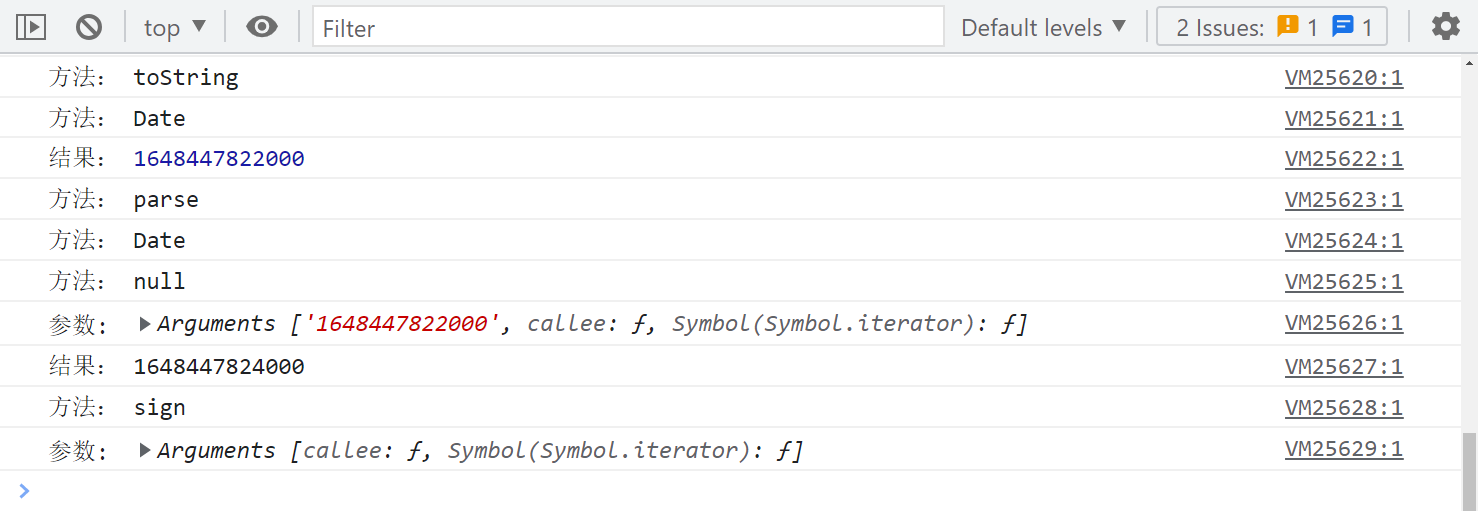 top ▼ Filter Default levels ▼ 2 Issues: 1 1
方法： toString VM25620:1
方法： Date VM25621:1
结果： 1648447822000 VM25622:1
方法： parse VM25623:1
方法： Date VM25624:1
方法： null VM25625:1
参数： ▶Arguments ['1648447822000', callee: ƒ, Symbol(Symbol.iterator): ƒ] VM25626:1
结果： 1648447824000 VM25627:1
方法： sign VM25628:1
参数： ▶Arguments [callee: ƒ, Symbol(Symbol.iterator): ƒ] VM25629:1